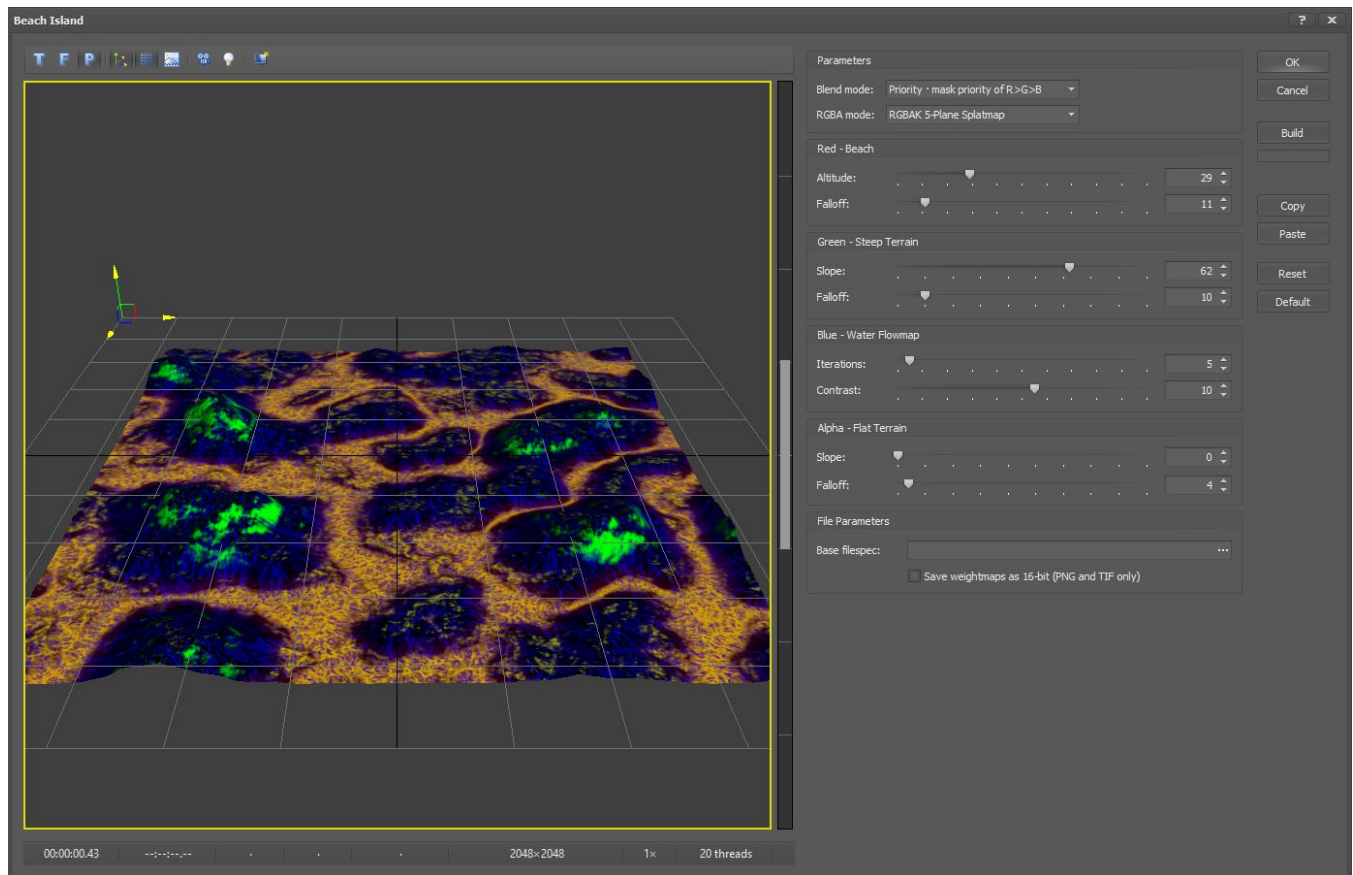 Beach Island
? x
T F P
Parameters
Blend mode: Priority · mask priority of R>G>B
RGBA mode: RGBAK 5-Plane Splatmap
Red - Beach
Altitude: 29
Falloff: 11
Green - Steep Terrain
Slope: 62
Falloff: 10
Blue - Water Flowmap
Iterations: 5
Contrast: 10
Alpha - Flat Terrain
Slope: 0
Falloff: 4
File Parameters
Base filespec: ...
Save weightmaps as 16-bit (PNG and TIF only)
OK
Cancel
Build
Copy
Paste
Reset
Default
00:00:00.43 --:--:--.-- . . . 2048×2048 1× 20 threads